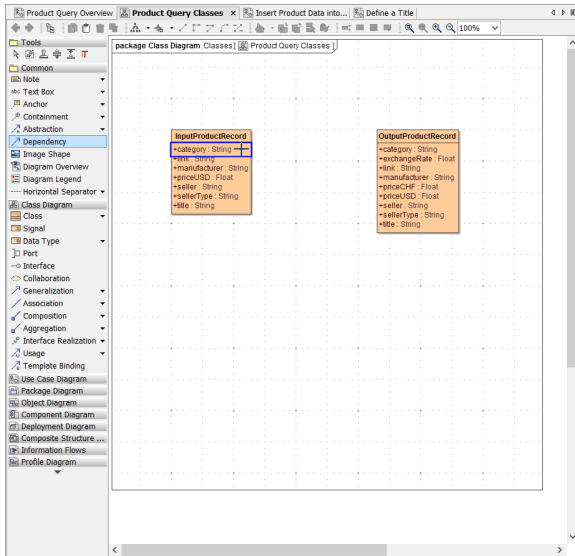 Product Query Overview
Product Query Classes
Insert Product Data into...
Define a Title
100%
Tools
Common
Note
abc Text Box
Anchor
Containment
Abstraction
Dependency
Image Shape
Diagram Overview
Diagram Legend
Horizontal Separator
Class Diagram
Class
Signal
Data Type
Port
Interface
Collaboration
Generalization
Association
Composition
Aggregation
Interface Realization
Usage
Template Binding
Use Case Diagram
Package Diagram
Object Diagram
Component Diagram
Deployment Diagram
Composite Structure ...
Information Flows
Profile Diagram
package Class Diagram Classes [ Product Query Classes ]
InputProductRecord
+category : String
+link : String
+manufacturer : String
+priceUSD : Float
+seller : String
+sellerType : String
+title : String
OutputProductRecord
+category : String
+exchangeRate : Float
+link : String
+manufacturer : String
+priceCHF : Float
+priceUSD : Float
+seller : String
+sellerType : String
+title : String